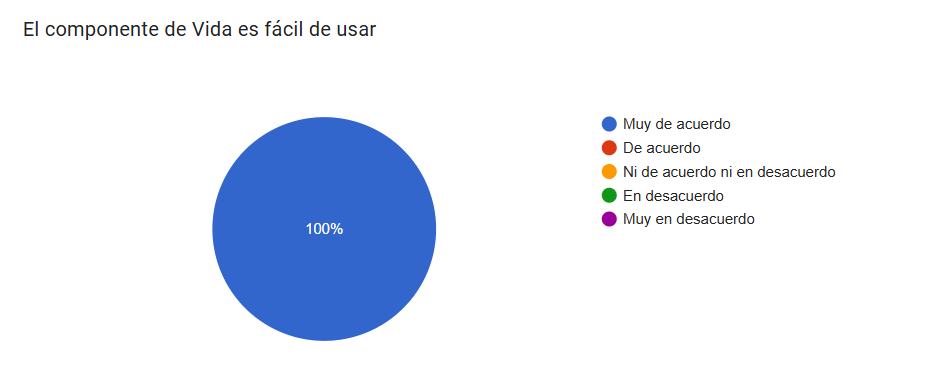 El componente de Vida es fácil de usar
100%
Muy de acuerdo
De acuerdo
Ni de acuerdo ni en desacuerdo
En desacuerdo
Muy en desacuerdo